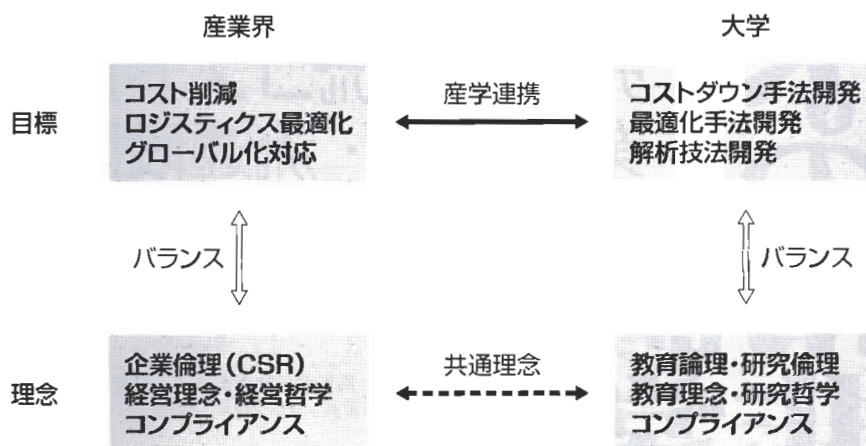 産業界
大学
目標
コスト削減
ロジスティクス最適化
グローバル化対応
産学連携
コストダウン手法開発
最適化手法開発
解析技法開発
バランス
バランス
理念
企業倫理(CSR)
経営理念・経営哲学
コンプライアンス
共通理念
教育論理・研究倫理
教育理念・研究哲学
コンプライアンス